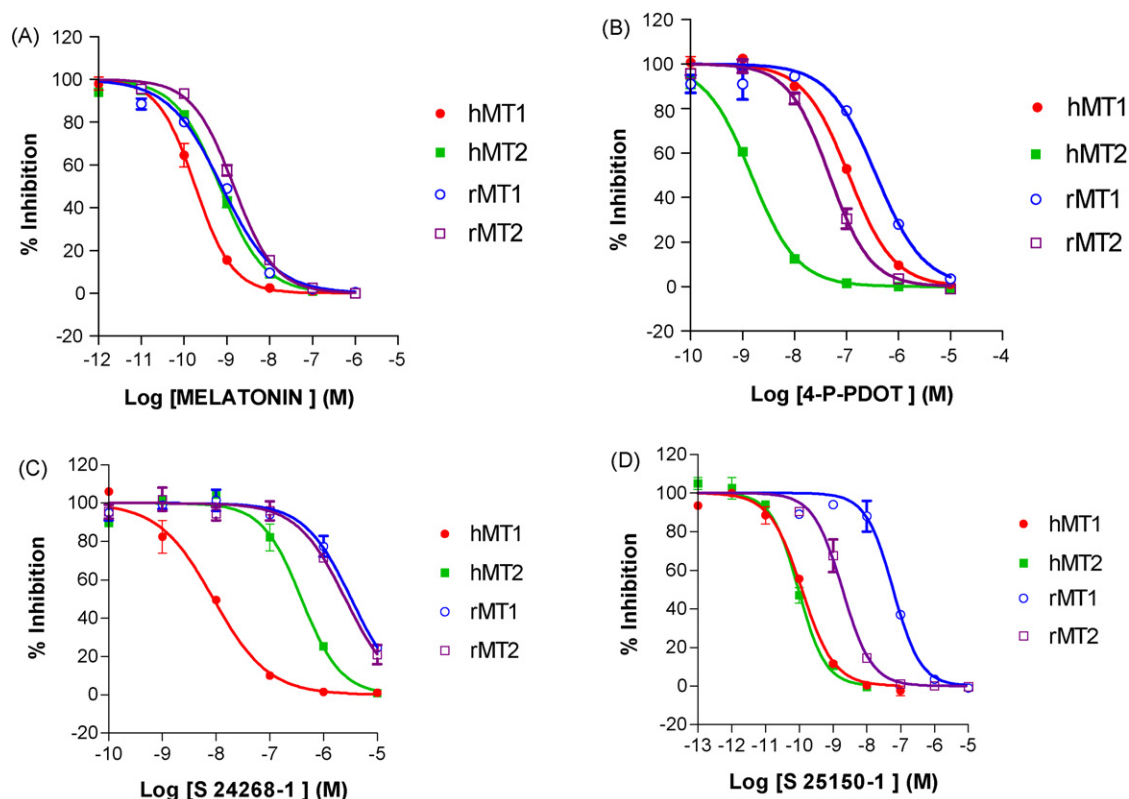 (A)
120
100
80
60
40
20
0
-20
% Inhibition
-12 -11 -10 -9 -8 -7 -6 -5
Log [MELATONIN ] (M)
hMT1
hMT2
rMT1
rMT2
(B)
120
100
80
60
40
20
0
-20
% Inhibition
-10 -9 -8 -7 -6 -5 -4
Log [4-P-PDOT ] (M)
hMT1
hMT2
rMT1
rMT2
(C)
120
100
80
60
40
20
0
-20
% Inhibition
-10 -9 -8 -7 -6 -5
Log [S 24268-1 ] (M)
hMT1
hMT2
rMT1
rMT2
(D)
120
100
80
60
40
20
0
-20
% Inhibition
-13 -12 -11 -10 -9 -8 -7 -6 -5
Log [S 25150-1 ] (M)
hMT1
hMT2
rMT1
rMT2